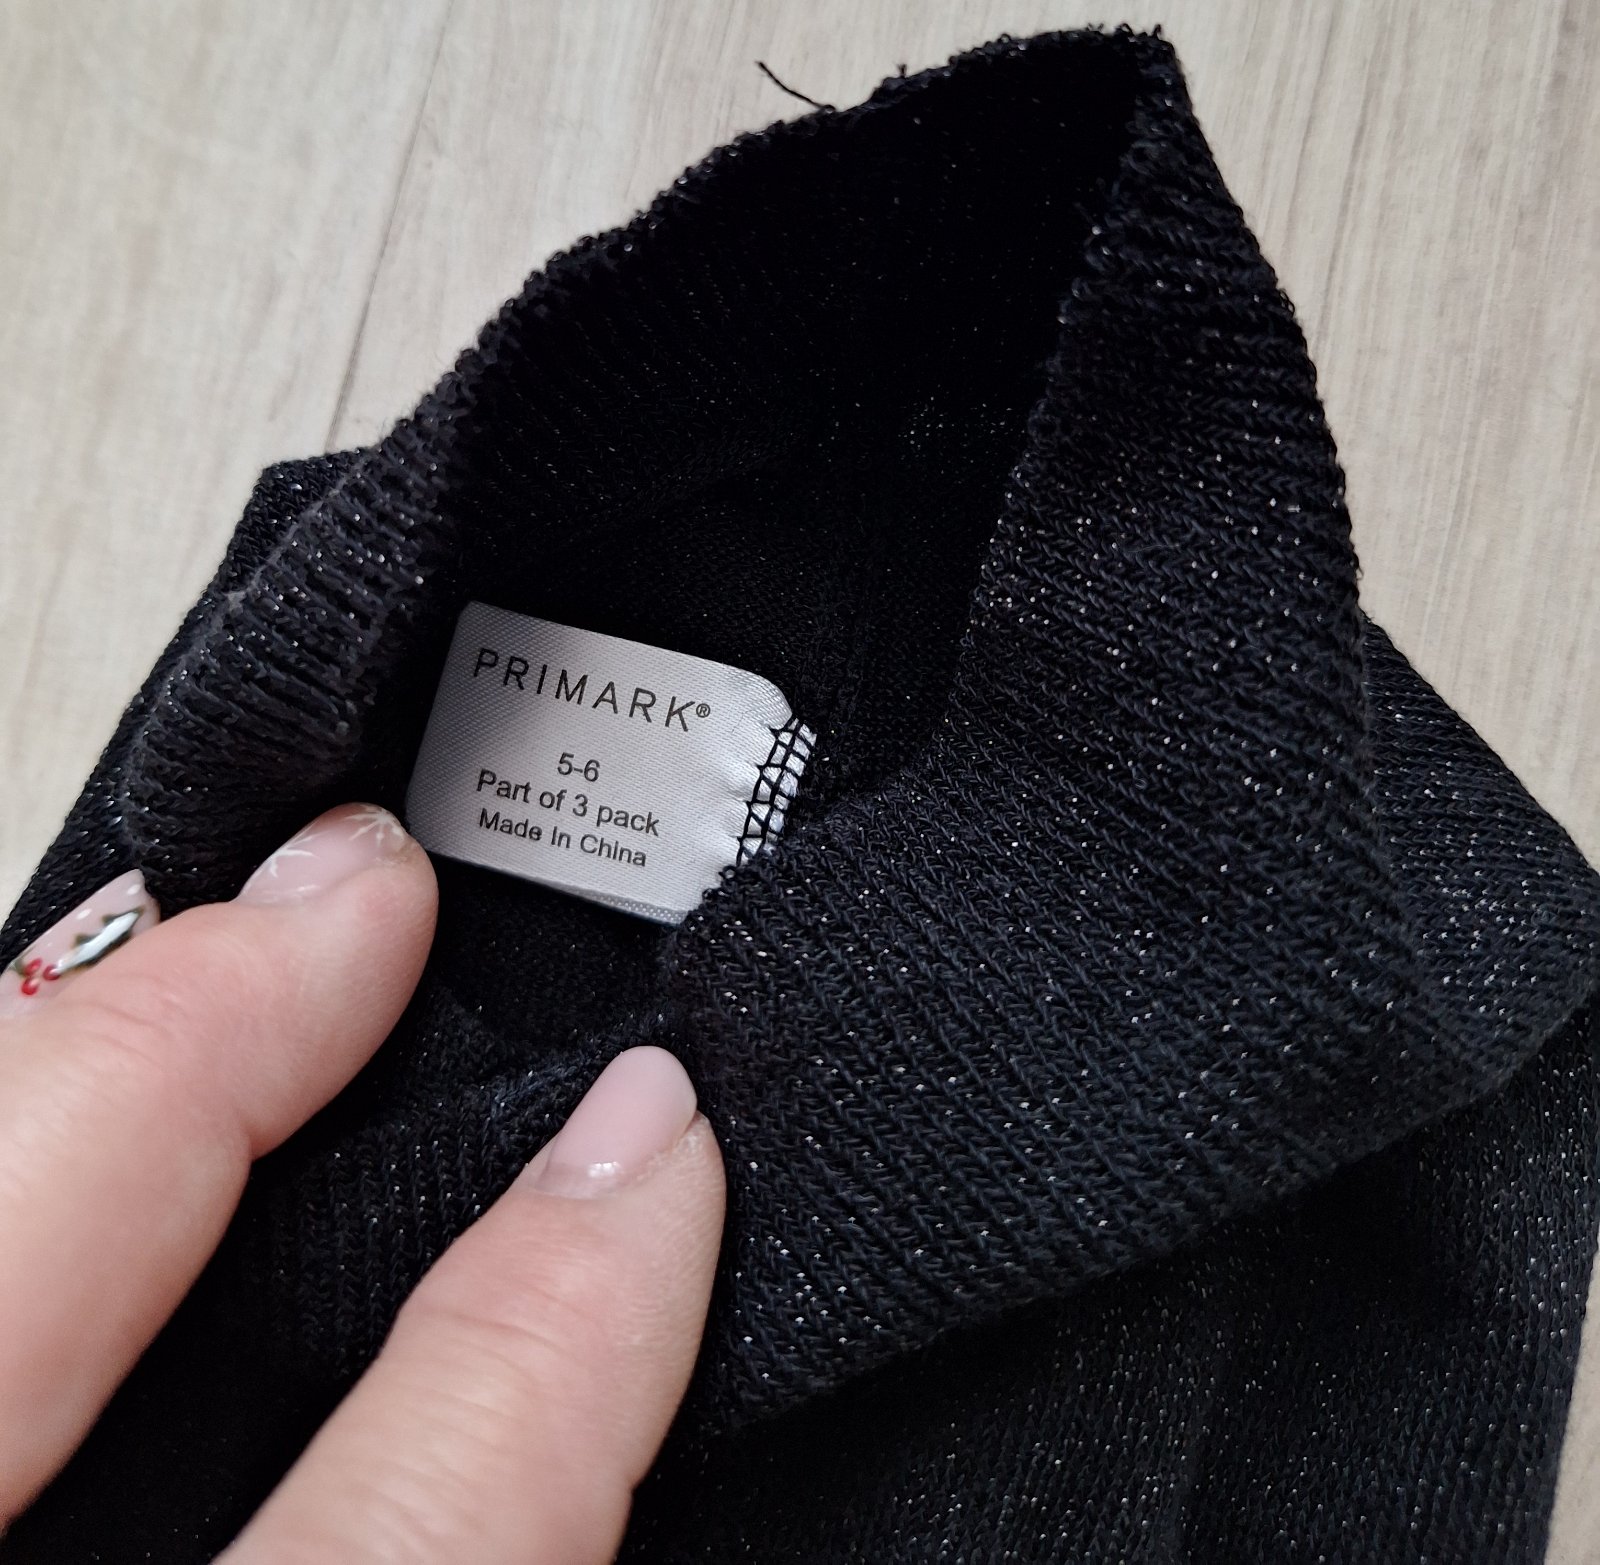 PRIMARK®
5-6
Part of 3 pack
Made In China